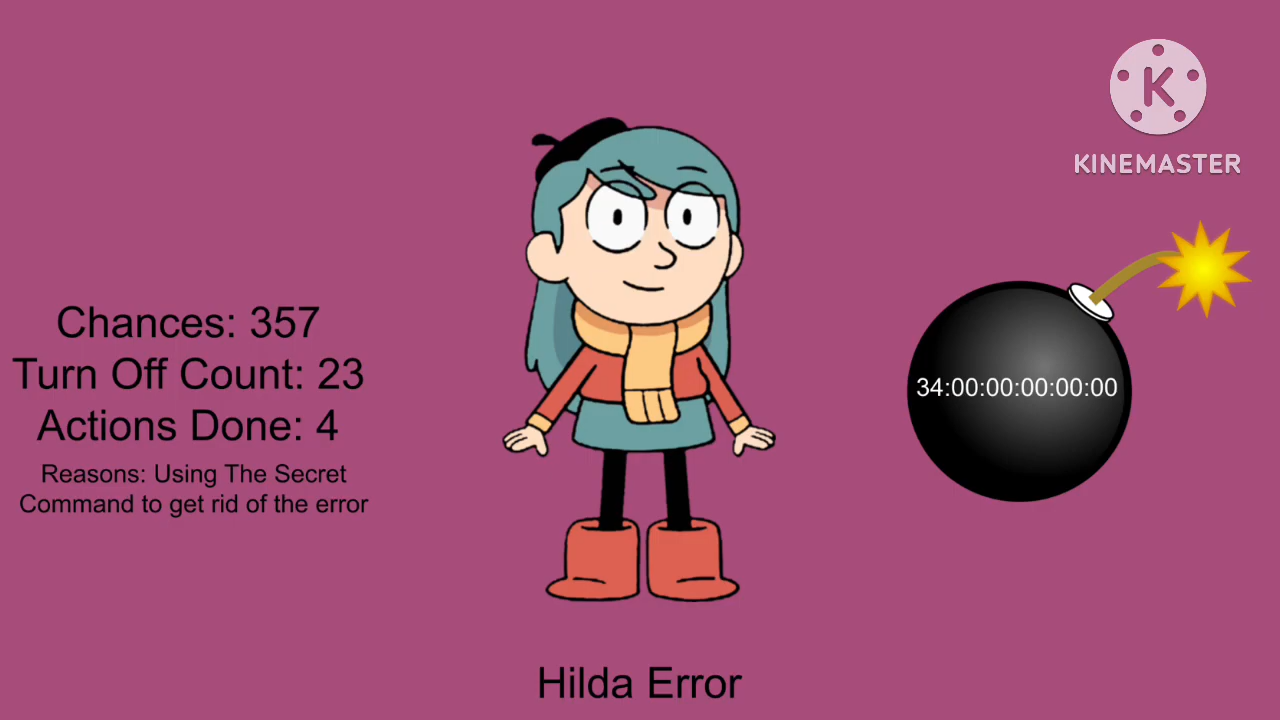 K
KINEMASTER
Chances: 357
Turn Off Count: 23
Actions Done: 4
Reasons: Using The Secret
Command to get rid of the error
34:00:00:00:00:00
Hilda Error